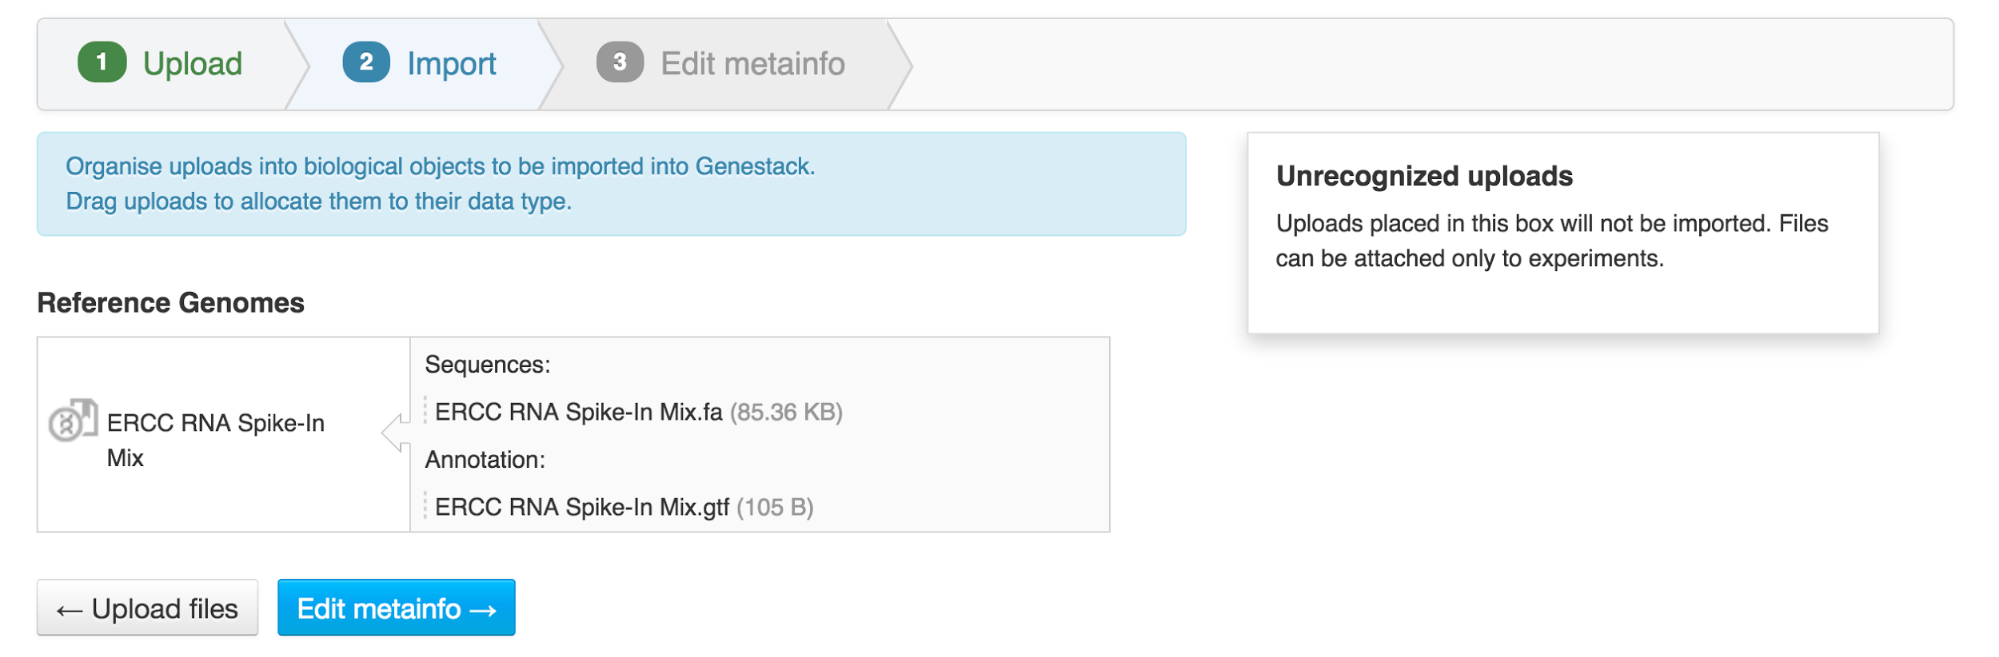 1 Upload 2 Import 3 Edit metainfo
Organise uploads into biological objects to be imported into Genestack.
Drag uploads to allocate them to their data type.
Unrecognized uploads
Uploads placed in this box will not be imported. Files
can be attached only to experiments.
Reference Genomes
ERCC RNA Spike-In
Mix
Sequences:
ERCC RNA Spike-In Mix.fa (85.36 KB)
Annotation:
ERCC RNA Spike-In Mix.gtf (105 B)
← Upload files
Edit metainfo →